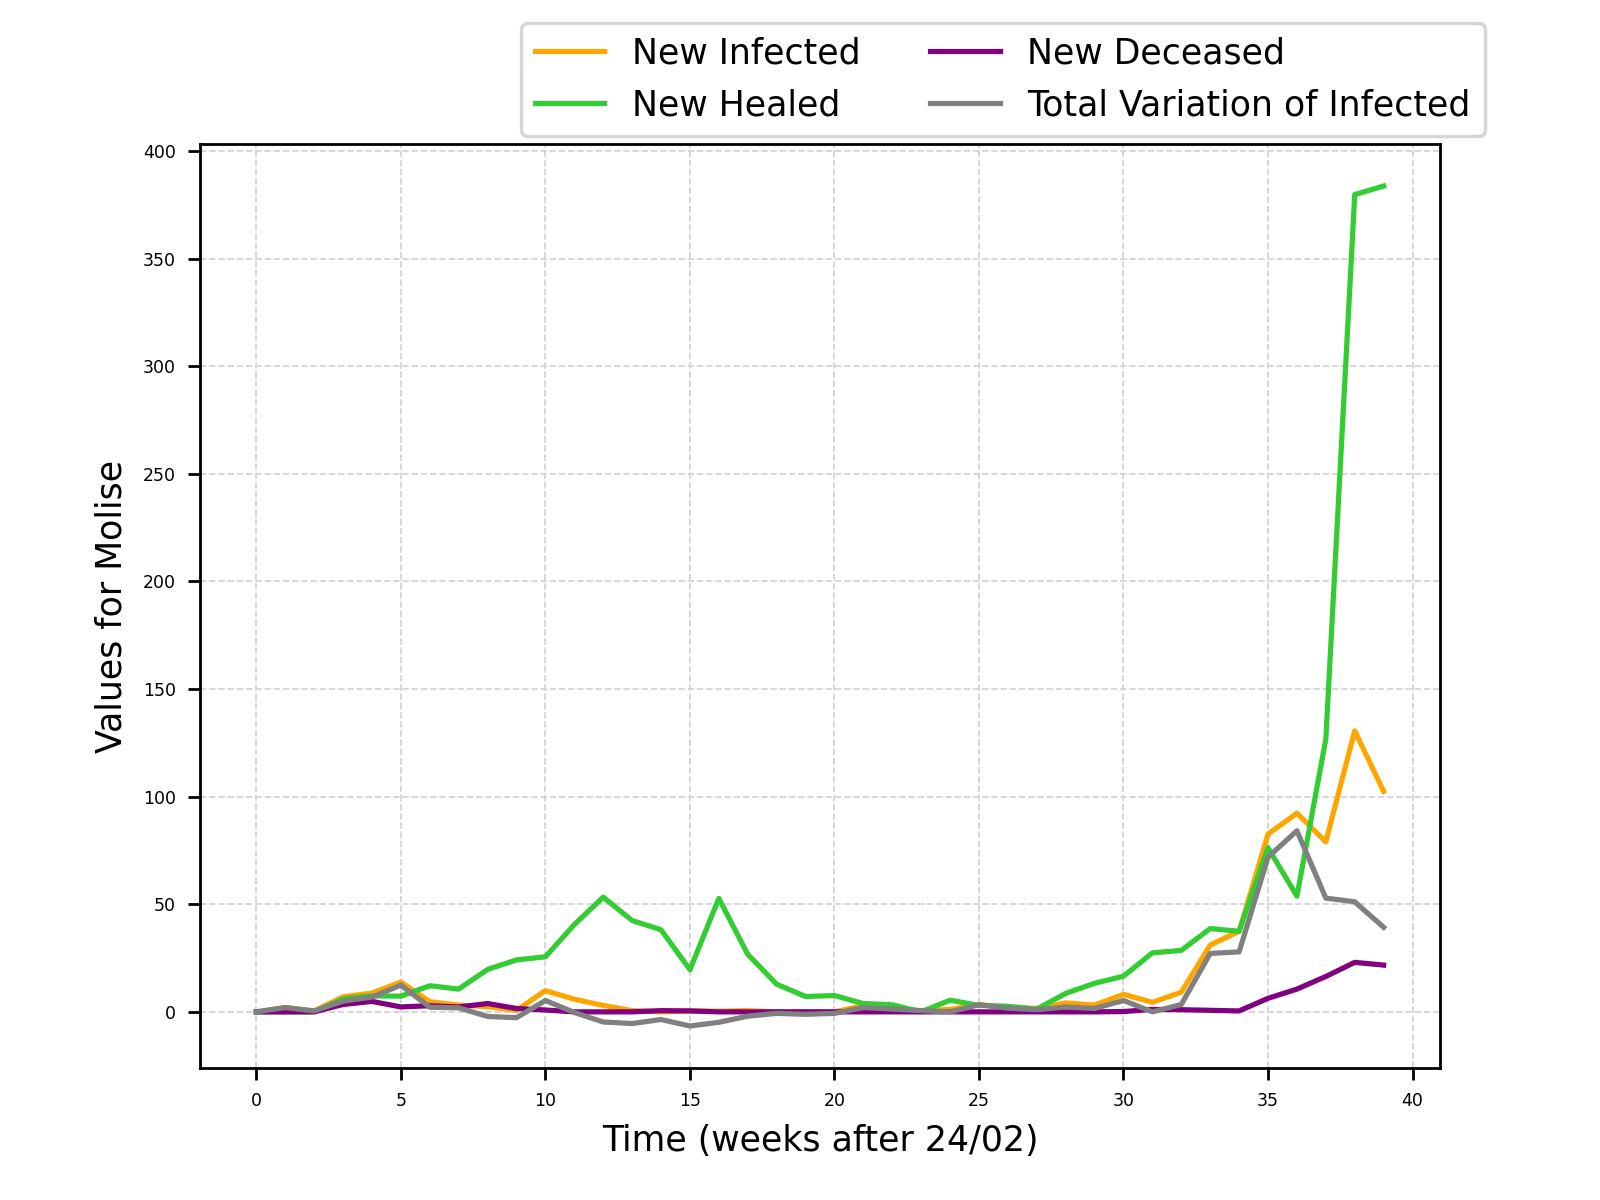 New Infected
New Deceased
New Healed
Total Variation of Infected
400
350
300
250
200
150
100
50
0
Values for Molise
0 5 10 15 20 25 30 35 40
Time (weeks after 24/02)